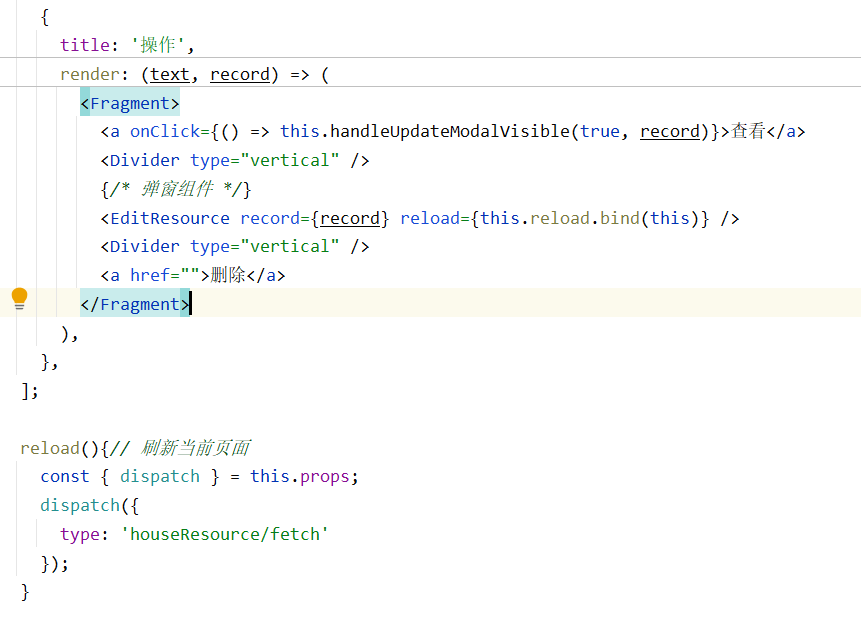 {
title: '操作',
render: (text, record) => (
<Fragment>
<a onClick={() => this.handleUpdateModalVisible(true, record)}>查看</a>
<Divider type="vertical" />
{/* 弹窗组件 */}
<EditResource record={record} reload={this.reload.bind(this)} />
<Divider type="vertical" />
<a href="">删除</a>
</Fragment>
),
},
];
reload(){// 刷新当前页面
const { dispatch } = this.props;
dispatch({
type: 'houseResource/fetch'
});
}